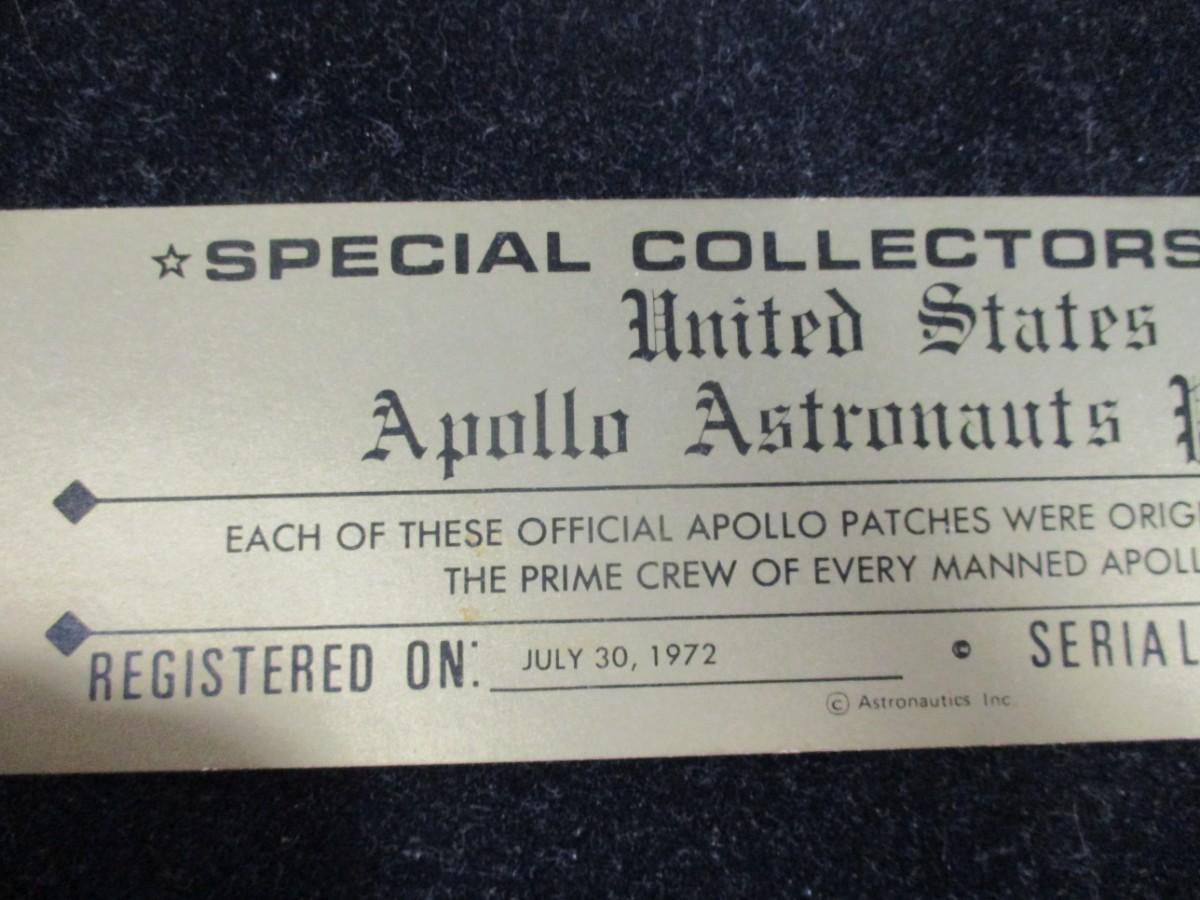 ☆SPECIAL COLLECTORS
United States
Apollo Astronauts
EACH OF THESE OFFICIAL APOLLO PATCHES WERE ORIG
THE PRIME CREW OF EVERY MANNED APOLL
REGISTERED ON: JULY 30, 1972 • SERIAL
© Astronautics Inc.